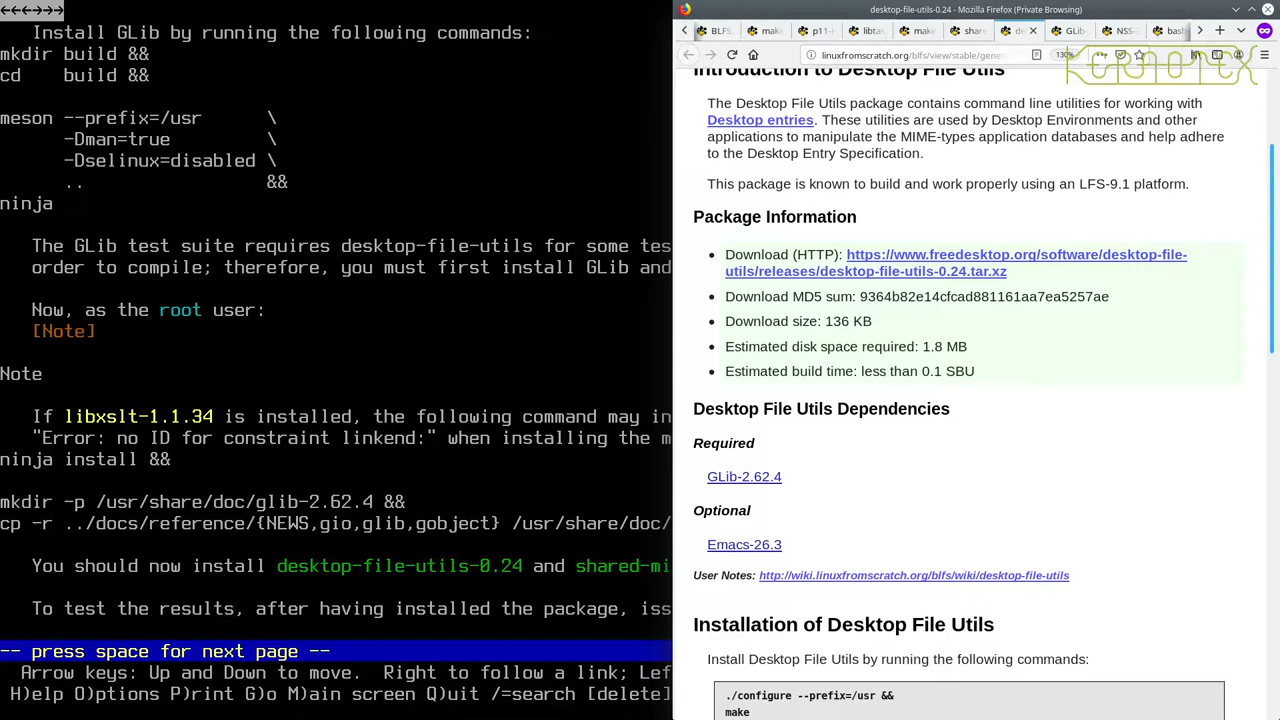 ←←←→→→
Install GLib by running the following commands:
mkdir build &&
cd    build &&
meson --prefix=/usr      \
-Dman=true         \
-Dselinux=disabled \
..                 &&
ninja
The GLib test suite requires desktop-file-utils for some tes
order to compile; therefore, you must first install GLib and
Now, as the root user:
[Note]
Note
If libxslt-1.1.34 is installed, the following command may in
"Error: no ID for constraint linkend:" when installing the m
ninja install &&
mkdir -p /usr/share/doc/glib-2.62.4 &&
cp -r ../docs/reference/{NEWS,gio,glib,gobject} /usr/share/doc/
You should now install desktop-file-utils-0.24 and shared-mi
To test the results, after having installed the package, iss
-- press space for next page --
Arrow keys: Up and Down to move.  Right to follow a link; Lef
H)elp O)ptions P)rint G)o M)ain screen Q)uit /=search [delete]
desktop-file-utils-0.24 - Mozilla Firefox (Private Browsing)
BLFS make p11- libtas make share de GLib NSS- bash
linuxfromscratch.org/blfs/view/stable/gene 130%
Introduction to Desktop File Utils
The Desktop File Utils package contains command line utilities for working with
Desktop entries. These utilities are used by Desktop Environments and other
applications to manipulate the MIME-types application databases and help adhere
to the Desktop Entry Specification.
This package is known to build and work properly using an LFS-9.1 platform.
Package Information
Download (HTTP): https://www.freedesktop.org/software/desktop-file-
utils/releases/desktop-file-utils-0.24.tar.xz
Download MD5 sum: 9364b82e14cfcad881161aa7ea5257ae
Download size: 136 KB
Estimated disk space required: 1.8 MB
Estimated build time: less than 0.1 SBU
Desktop File Utils Dependencies
Required
GLib-2.62.4
Optional
Emacs-26.3
User Notes: http://wiki.linuxfromscratch.org/blfs/wiki/desktop-file-utils
Installation of Desktop File Utils
Install Desktop File Utils by running the following commands:
./configure --prefix=/usr &&
make